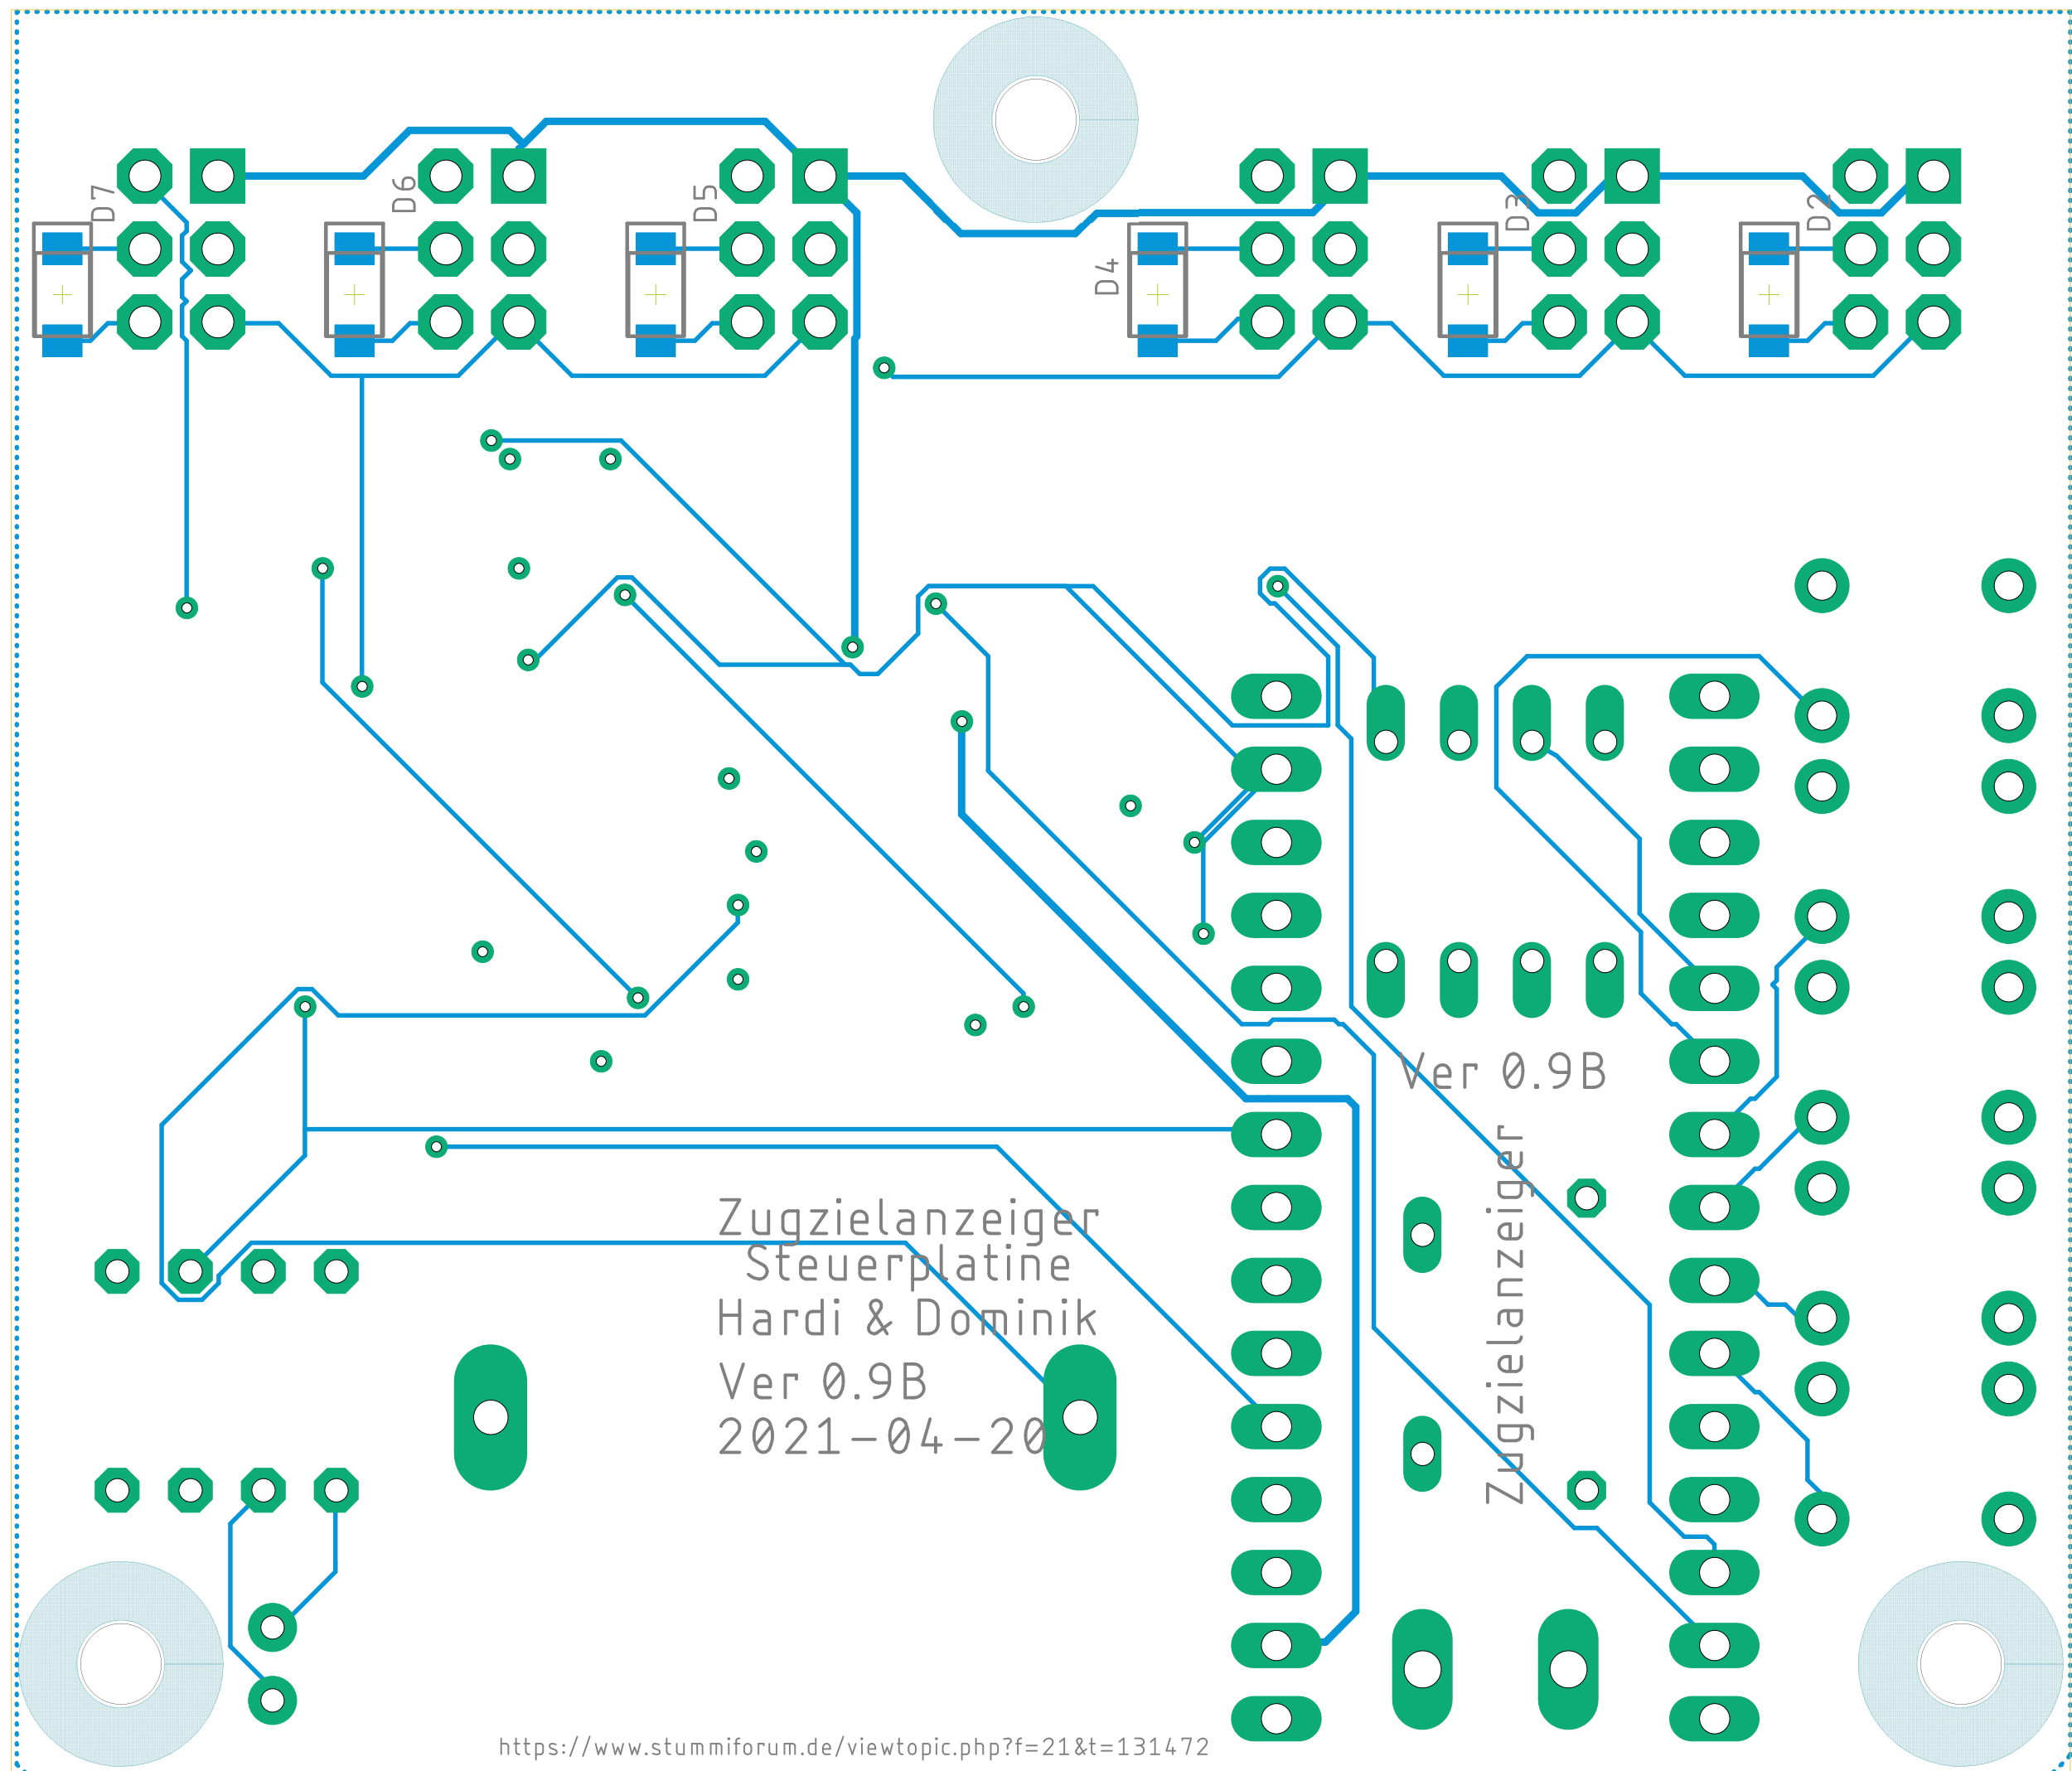 D7
D6
D5
D4
D3
D2
Ver 0.9B
Zugzielanzeiger
Zugzielanzeiger
Steuerplatine
Hardi & Dominik
Ver 0.9B
2021-04-20
https://www.stummiforum.de/viewtopic.php?f=21&t=131472